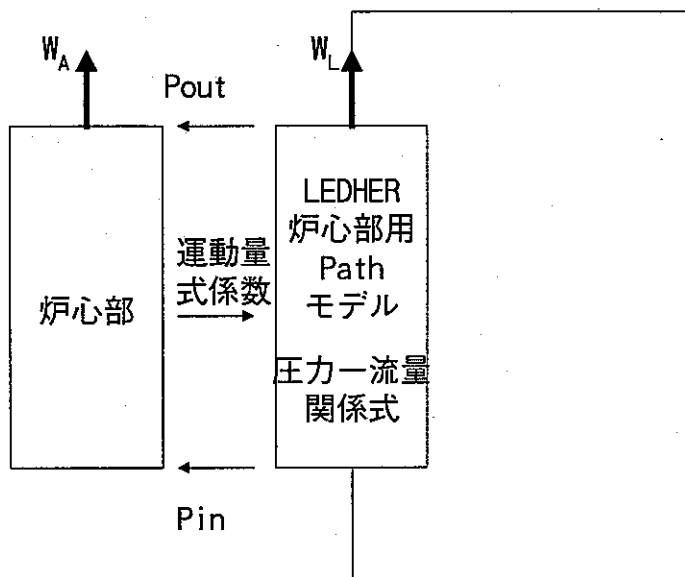 W_A
W_L
Pout
LEDHER
炉心部用
Path
モデル
圧力ー流量
関係式
運動量
式係数
炉心部
Pin